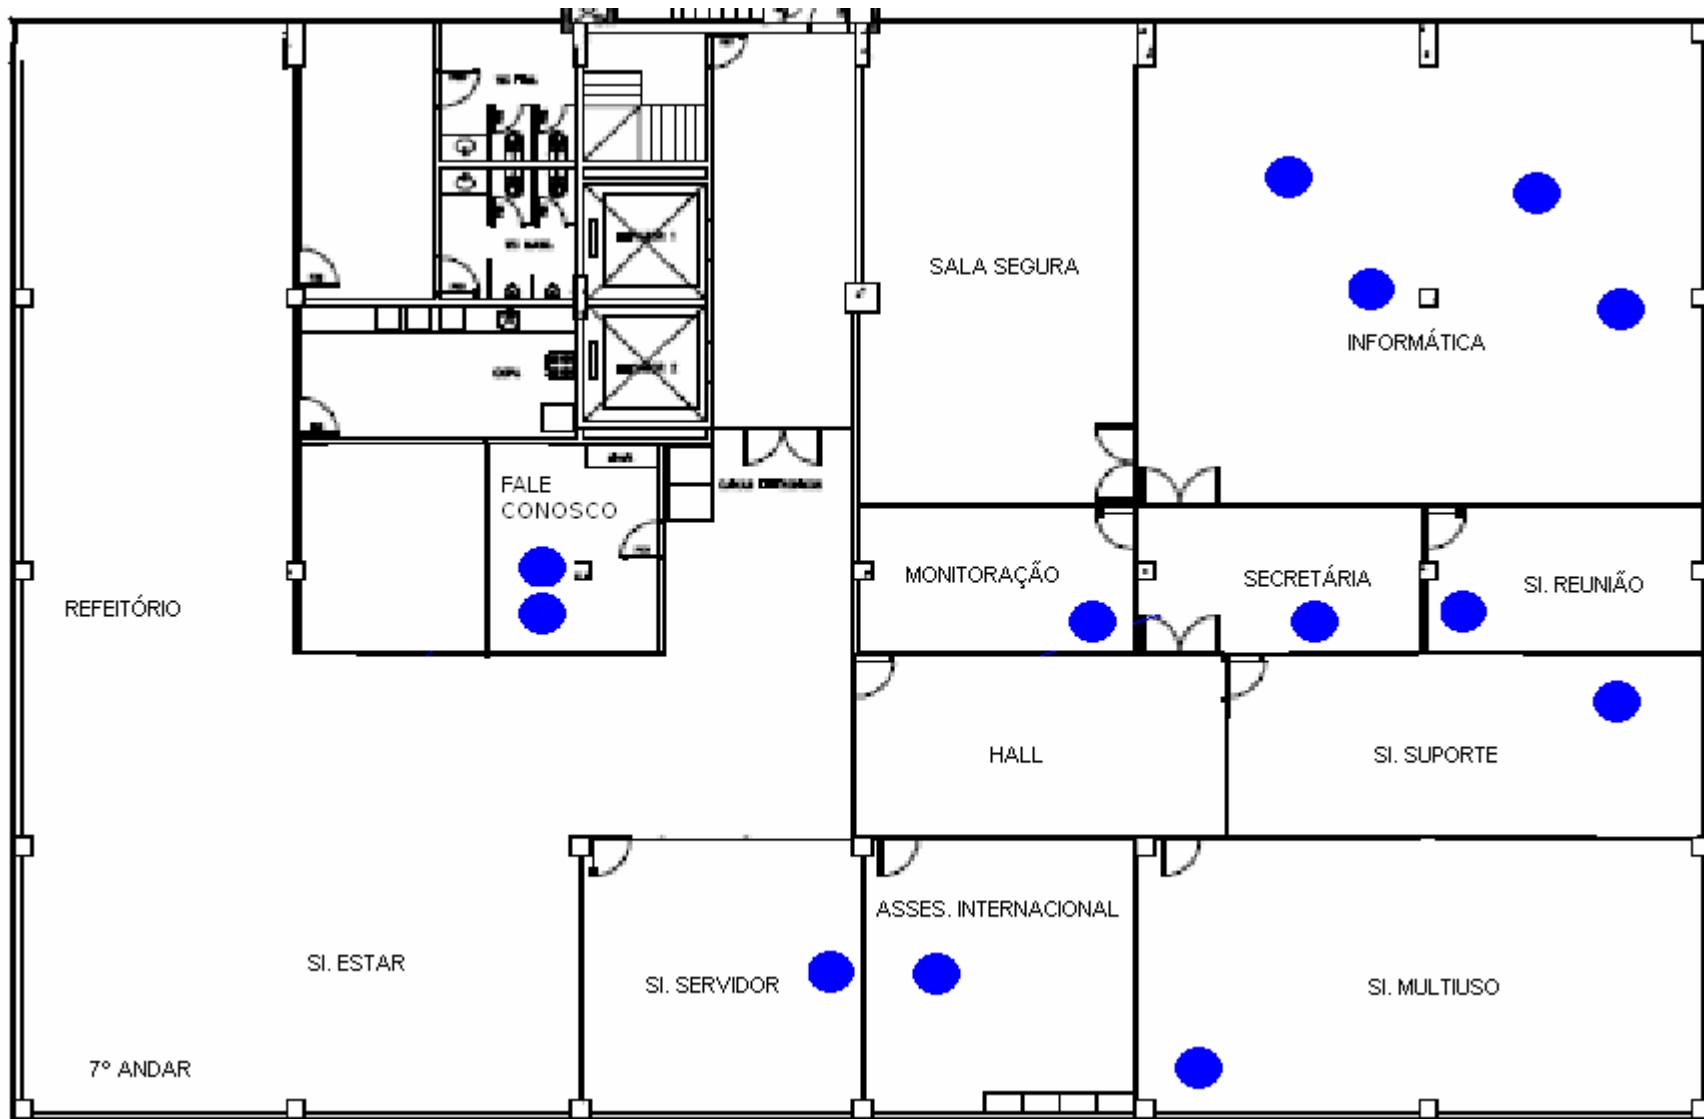 SALA SEGURA
INFORMÁTICA
FALE
CONOSCO
MONITORAÇÃO
SECRETÁRIA
SI. REUNIÃO
REFEITÓRIO
HALL
SI. SUPORTE
ASSES. INTERNACIONAL
SI. ESTAR
SI. SERVIDOR
SI. MULTIUSO
7º ANDAR